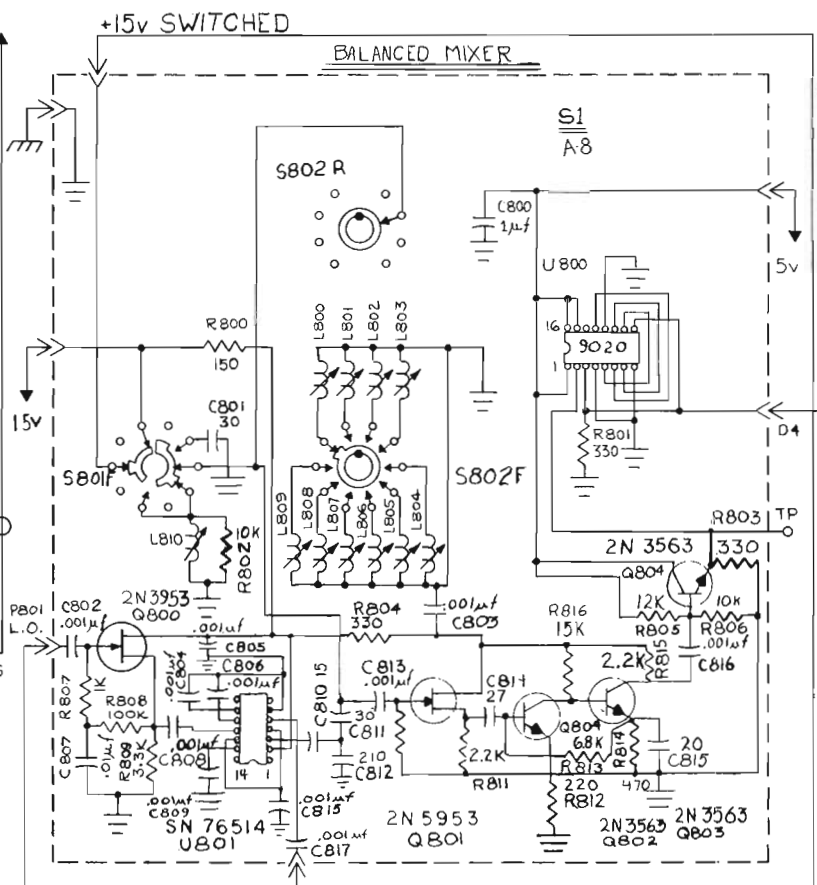 +15v SWITCHED
BALANCED MIXER
S1
A-8
S802 R
C800
1µf
U800
5v
L800
L801
L802
L803
R800
150
16
1
9020
15v
C801
30
S801F
S802F
R801
330
D4
L809
L808
L807
L806
L805
L804
L810
10K
R802
R803
TP
330
2N 3563
Q804
P801
L.O.
C802
.001µf
2N3953
Q800
.001µf
C805
R804
330
.001µf
C803
R816
15K
12K
R805
10K
R806
.001µf
C816
R807
1K
R808
100K
C804
.001µf
C806
.001µf
C810 15
C813
.001µf
C814
27
2.2K
R815
C807
.01µf
R809
3.3K
.001µf
C808
30
C811
210
C812
2.2K
R811
Q804
6.8K
R813
R814
470
20
C815
14
1
.001µf
C809
.001µf
C815
220
R812
SN 76514
U801
.001µf
C817
2N 5953
Q801
2N3563
Q802
2N 3563
Q803